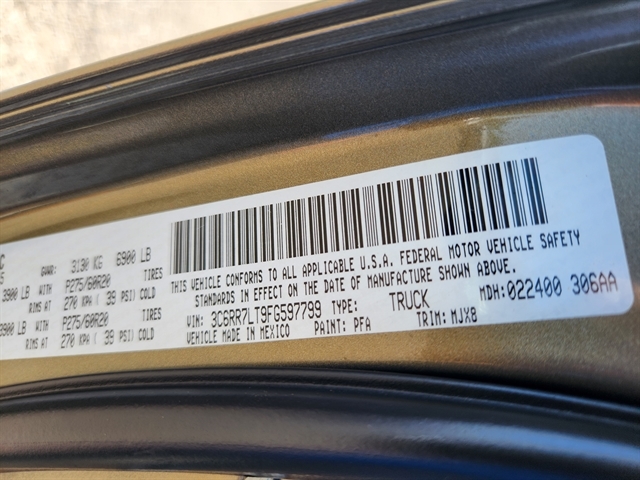 C GVWR: 3130 KG 6900 LB
S
3900 LB WITH P275/60R20 TIRES
RIMS AT 270 KPA ( 39 PSI) COLD
3900 LB WITH P275/60R20 TIRES
RIMS AT 270 KPA ( 39 PSI) COLD
THIS VEHICLE CONFORMS TO ALL APPLICABLE U.S.A. FEDERAL MOTOR VEHICLE SAFETY
STANDARDS IN EFFECT ON THE DATE OF MANUFACTURE SHOWN ABOVE.
VIN: 3C6RR7LT9FG597799 TYPE: TRUCK MDH:022400 306AA
VEHICLE MADE IN MEXICO PAINT: PFA TRIM: MJX8